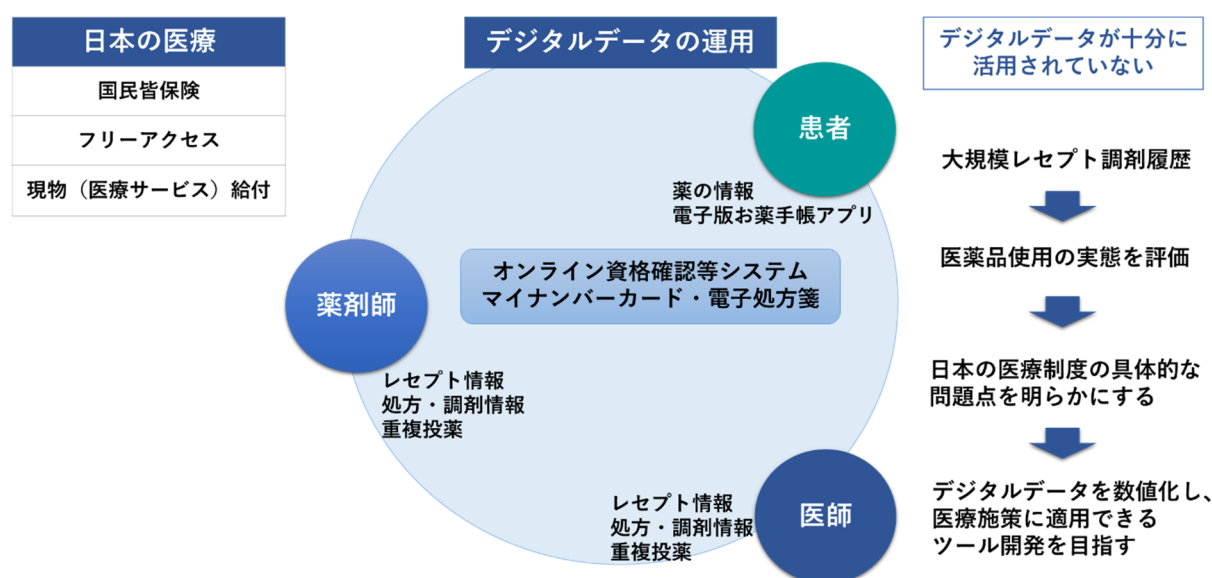 日本の医療
国民皆保険
フリーアクセス
現物（医療サービス）給付
デジタルデータの運用
患者
薬の情報
電子版お薬手帳アプリ
オンライン資格確認等システム
マイナンバーカード・電子処方箋
薬剤師
レセプト情報
処方・調剤情報
重複投薬
医師
レセプト情報
処方・調剤情報
重複投薬
デジタルデータが十分に
活用されていない
大規模レセプト調剤履歴
医薬品使用の実態を評価
日本の医療制度の具体的な
問題点を明らかにする
デジタルデータを数値化し、
医療施策に適用できる
ツール開発を目指す